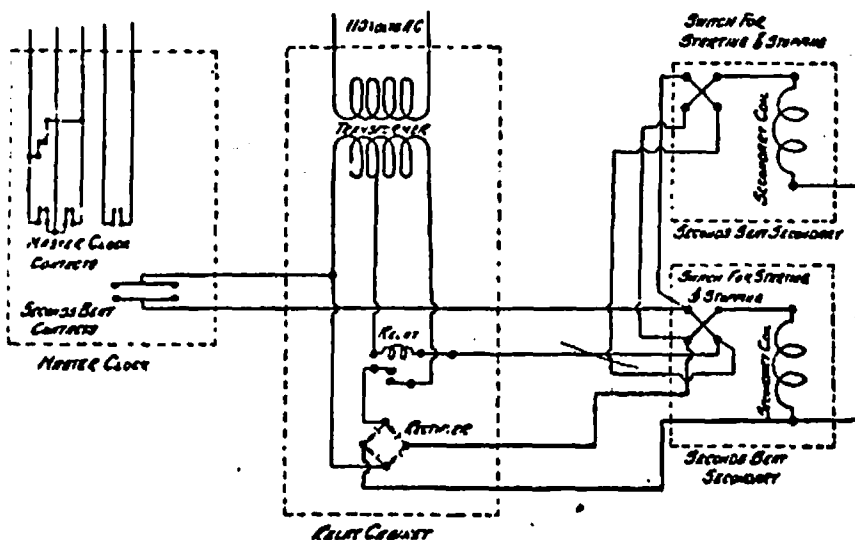 110 VOLTS AC
TRANSFORMER
MASTER CLOCK
CONTACTS
SECONDS BEAT
CONTACTS
MASTER CLOCK
RELAY
RECTIFIER
RELAY CABINET
SWITCH FOR
STARTING & STOPPING
SECONDARY COIL
SECONDS BEAT SECONDARY
SWITCH FOR STARTING
& STOPPING
SECONDARY COIL
SECONDS BEAT
SECONDARY